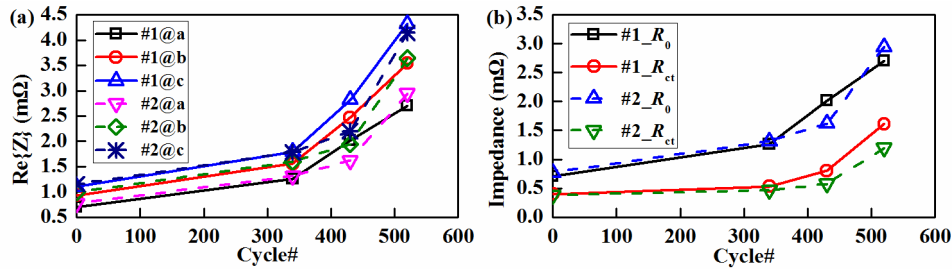 (a)
Re{Z} (mΩ)
4.5
4.0
3.5
3.0
2.5
2.0
1.5
1.0
0.5
#1@a
#1@b
#1@c
#2@a
#2@b
#2@c
0 100 200 300 400 500 600
Cycle#
(b)
Impedance (mΩ)
3.5
3.0
2.5
2.0
1.5
1.0
0.5
0.0
#1_R0
#1_Rct
#2_R0
#2_Rct
0 100 200 300 400 500 600
Cycle#